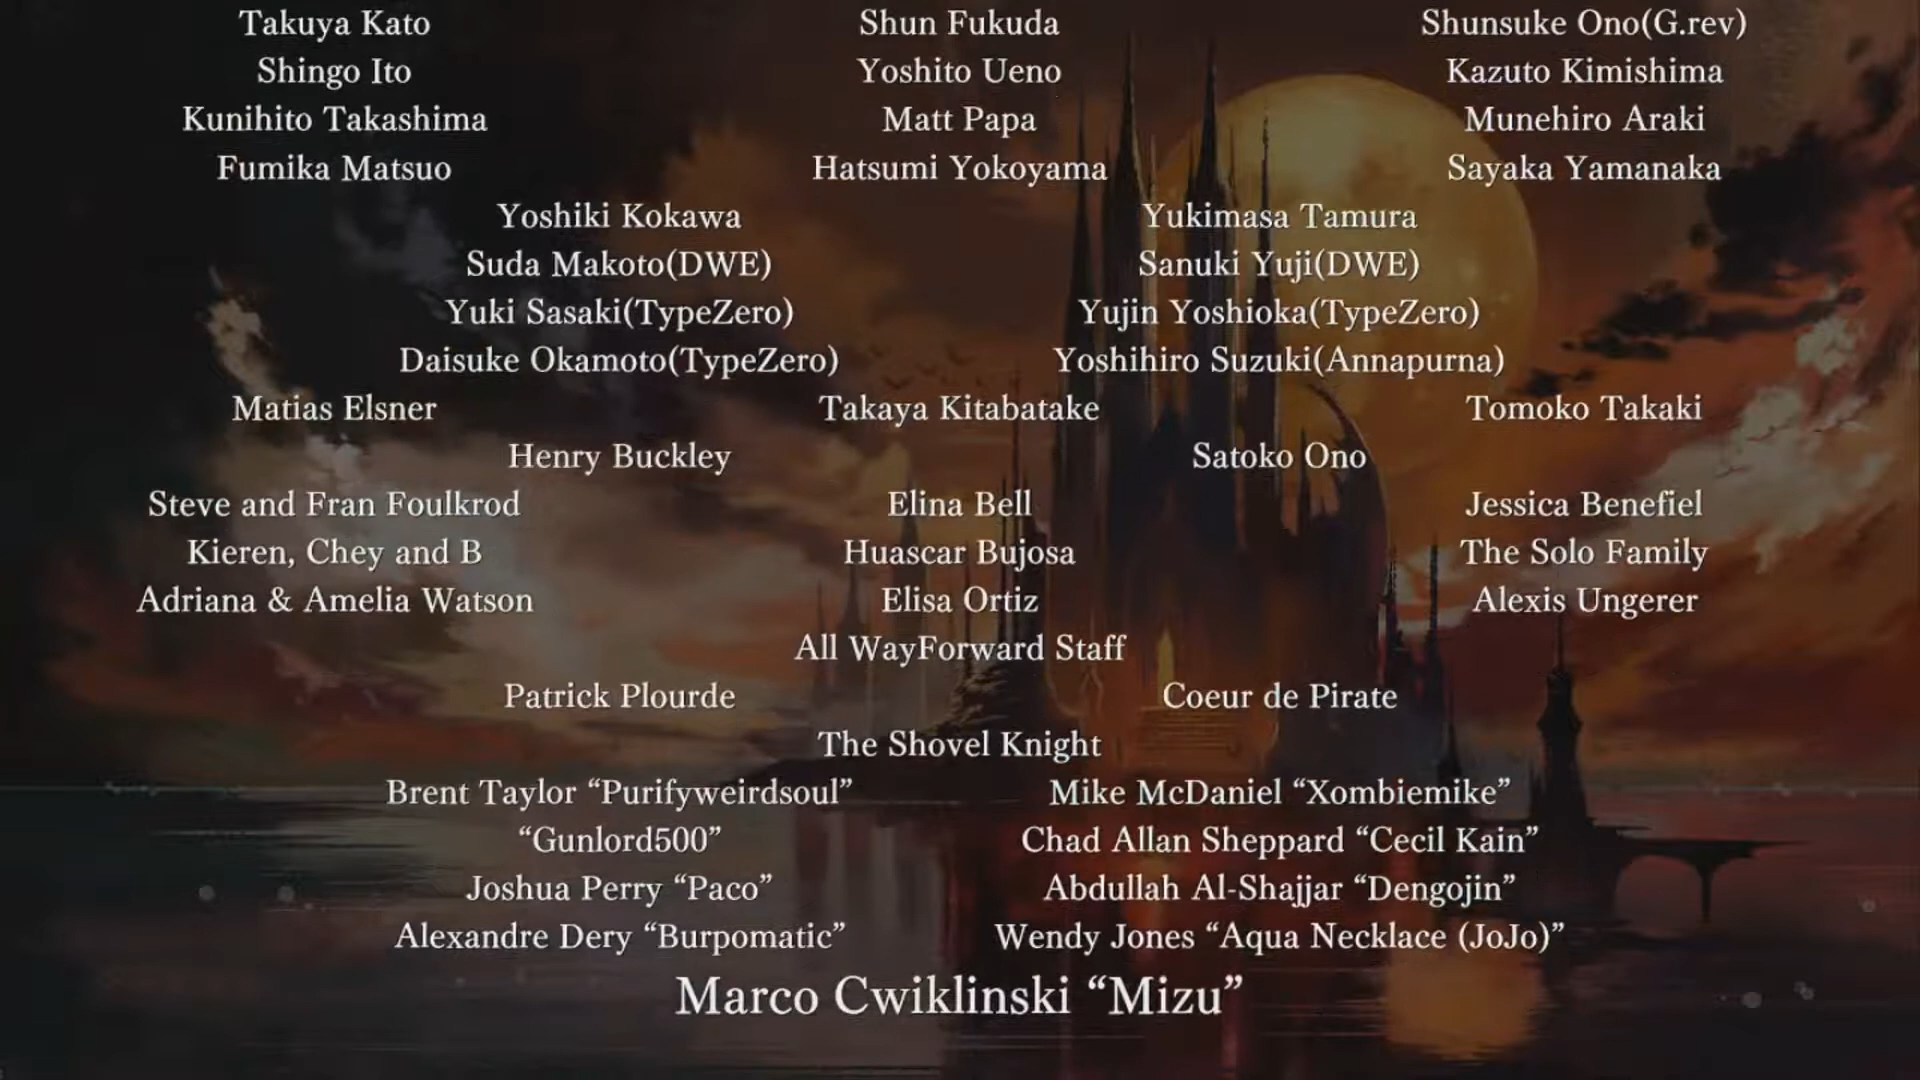 Takuya Kato Shun Fukuda Shunsuke Ono(G.rev)
Shingo Ito Yoshito Ueno Kazuto Kimishima
Kunihito Takashima Matt Papa Munehiro Araki
Fumika Matsuo Hatsumi Yokoyama Sayaka Yamanaka
Yoshiki Kokawa Yukimasa Tamura
Suda Makoto(DWE) Sanuki Yuji(DWE)
Yuki Sasaki(TypeZero) Yujin Yoshioka(TypeZero)
Daisuke Okamoto(TypeZero) Yoshihiro Suzuki(Annapurna)
Matias Elsner Takaya Kitabatake Tomoko Takaki
Henry Buckley Satoko Ono
Steve and Fran Foulkrod Elina Bell Jessica Benefiel
Kieren, Chey and B Huascar Bujosa The Solo Family
Adriana & Amelia Watson Elisa Ortiz Alexis Ungerer
All WayForward Staff
Patrick Plourde Coeur de Pirate
The Shovel Knight
Brent Taylor “Purifyweirdsoul” Mike McDaniel “Xombiemike”
“Gunlord500” Chad Allan Sheppard “Cecil Kain”
Joshua Perry “Paco” Abdullah Al-Shajjar “Dengojin”
Alexandre Dery “Burpomatic” Wendy Jones “Aqua Necklace (JoJo)”
Marco Cwiklinski “Mizu”